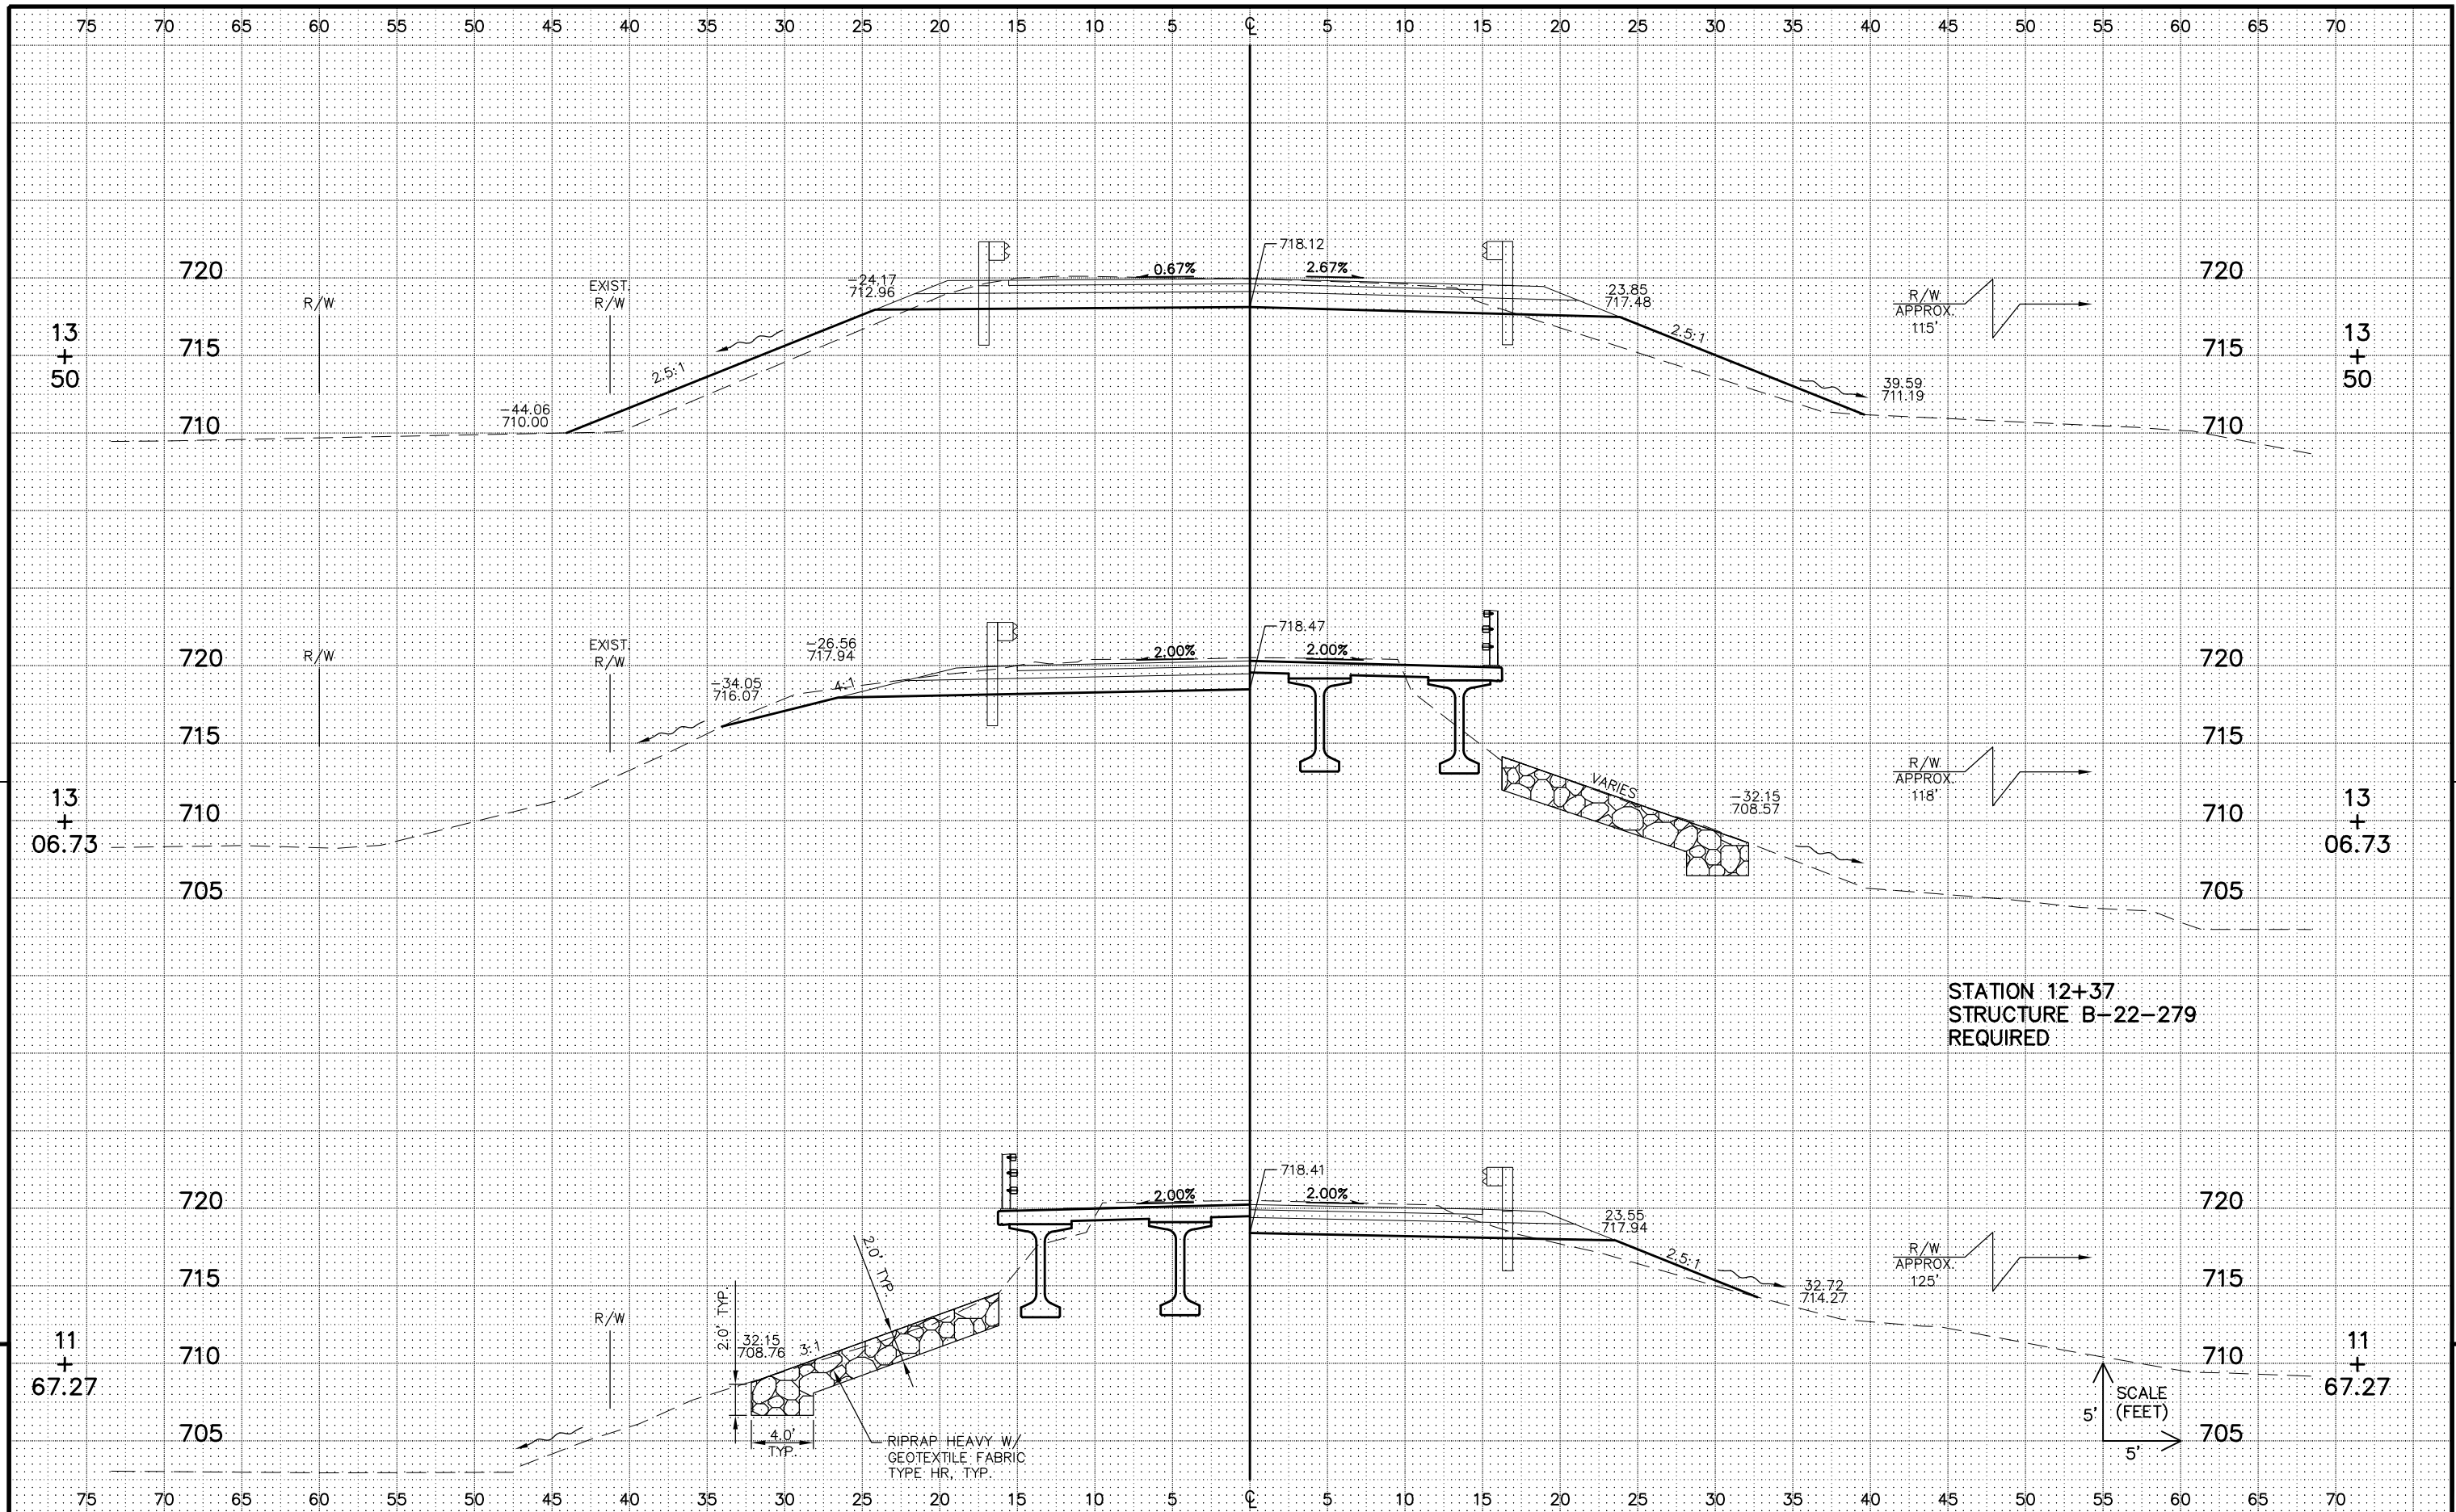 75 70 65 60 55 50 45 40 35 30 25 20 15 10 5 ℄ 5 10 15 20 25 30 35 40 45 50 55 60 65 70
718.12
720
-24.17
712.96
0.67%
2.67%
720
EXIST.
R/W
R/W
23.85
717.48
R/W
APPROX.
115'
13
+
50
715
2.5:1
2.5:1
715
13
+
50
39.59
711.19
-44.06
710.00
710
710
718.47
720
R/W
EXIST.
R/W
-26.56
717.94
2.00%
2.00%
720
-34.05
716.07
4:1
715
715
R/W
APPROX.
118'
VARIES
-32.15
708.57
13
+
06.73
710
710
13
+
06.73
705
705
STATION 12+37
STRUCTURE B-22-279
REQUIRED
718.41
720
2.00%
2.00%
720
23.55
717.94
2.0' TYP.
2.5:1
R/W
APPROX.
125'
715
2.0' TYP.
32.72
714.27
715
R/W
32.15
708.76
3:1
11
+
67.27
710
710
11
+
67.27
SCALE
(FEET)
5'
5'
705
4.0'
TYP.
RIPRAP HEAVY W/
GEOTEXTILE FABRIC
TYPE HR, TYP.
705
75 70 65 60 55 50 45 40 35 30 25 20 15 10 5 ℄ 5 10 15 20 25 30 35 40 45 50 55 60 65 70